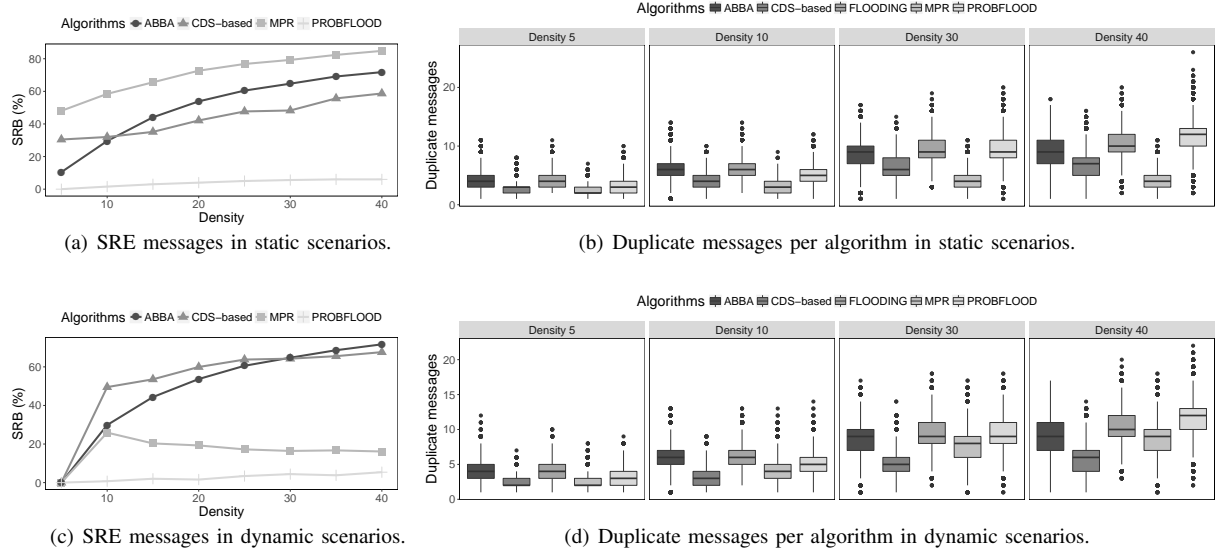 Algorithms ABBA CDS-based MPR PROBFLOOD
SRB (%)
80
60
40
20
0
10
20
30
40
Density
(a) SRE messages in static scenarios.
Algorithms ABBA CDS-based FLOODING MPR PROBFLOOD
Density 5
Density 10
Density 30
Density 40
Duplicate messages
20
10
0
(b) Duplicate messages per algorithm in static scenarios.
Algorithms ABBA CDS-based MPR PROBFLOOD
SRB (%)
60
40
20
0
10
20
30
40
Density
(c) SRE messages in dynamic scenarios.
Algorithms ABBA CDS-based FLOODING MPR PROBFLOOD
Density 5
Density 10
Density 30
Density 40
Duplicate messages
20
15
10
5
0
(d) Duplicate messages per algorithm in dynamic scenarios.